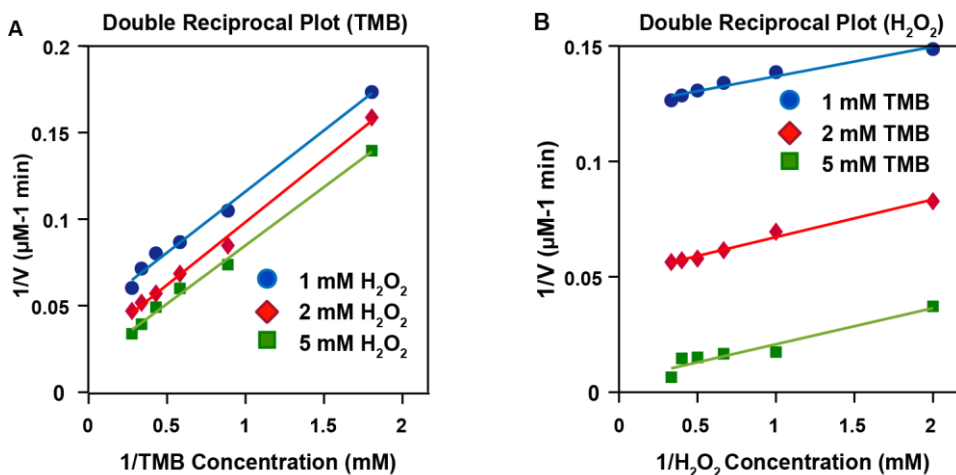 A
Double Reciprocal Plot (TMB)
1/V (µM-1 min)
0.2
0.15
0.1
0.05
0
1 mM H₂O₂
2 mM H₂O₂
5 mM H₂O₂
0 0.5 1 1.5 2
1/TMB Concentration (mM)
B
Double Reciprocal Plot (H₂O₂)
1/V (µM-1 min)
0.15
0.1
0.05
0
1 mM TMB
2 mM TMB
5 mM TMB
0 0.5 1 1.5 2
1/H₂O₂ Concentration (mM)